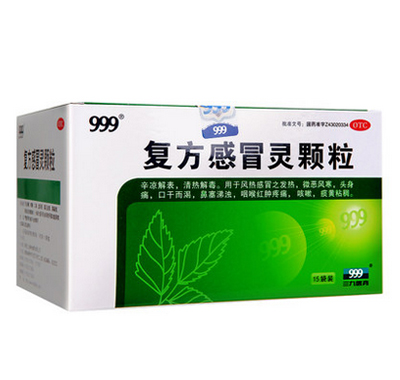 999®
999
批准文号：国药准字Z43020334
OTC
复方感冒灵颗粒
辛凉解表，清热解毒。用于风热感冒之发热，微恶风寒，头身
痛，口干而渴，鼻塞涕浊，咽喉红肿疼痛，咳嗽，痰黄粘稠。
999
15袋装
999
三九医药
999®
复方感冒灵颗粒